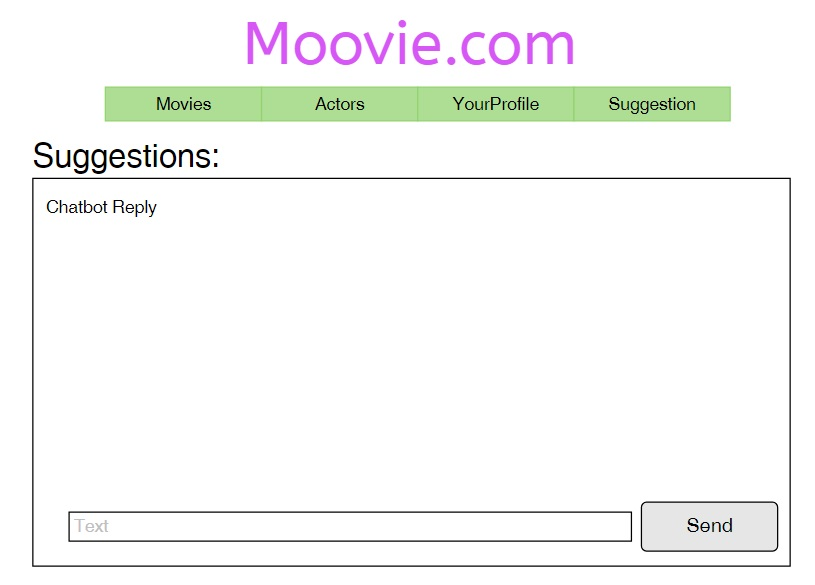 Moovie.com
Movies Actors YourProfile Suggestion
Suggestions:
Chatbot Reply
Text Send